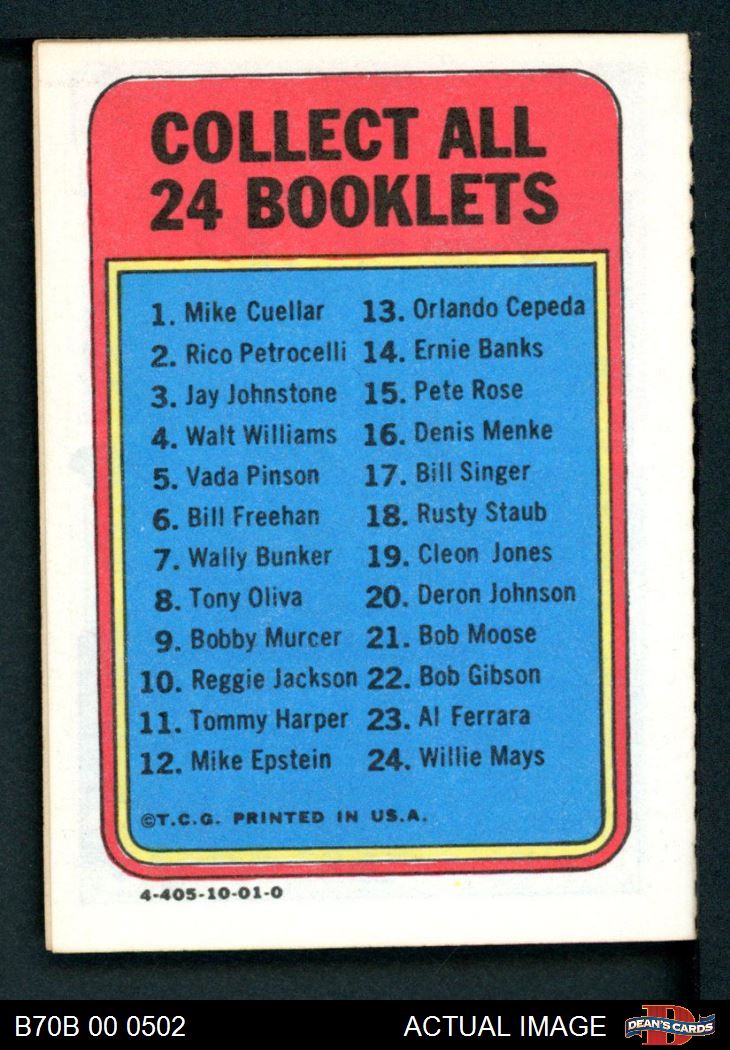 COLLECT ALL
24 BOOKLETS
1. Mike Cuellar
2. Rico Petrocelli
3. Jay Johnstone
4. Walt Williams
5. Vada Pinson
6. Bill Freehan
7. Wally Bunker
8. Tony Oliva
9. Bobby Murcer
10. Reggie Jackson
11. Tommy Harper
12. Mike Epstein
13. Orlando Cepeda
14. Ernie Banks
15. Pete Rose
16. Denis Menke
17. Bill Singer
18. Rusty Staub
19. Cleon Jones
20. Deron Johnson
21. Bob Moose
22. Bob Gibson
23. Al Ferrara
24. Willie Mays
©T.C.G. PRINTED IN U.S.A.
4-405-10-01-0
B70B 00 0502
ACTUAL IMAGE
D
DEAN'S CARDS